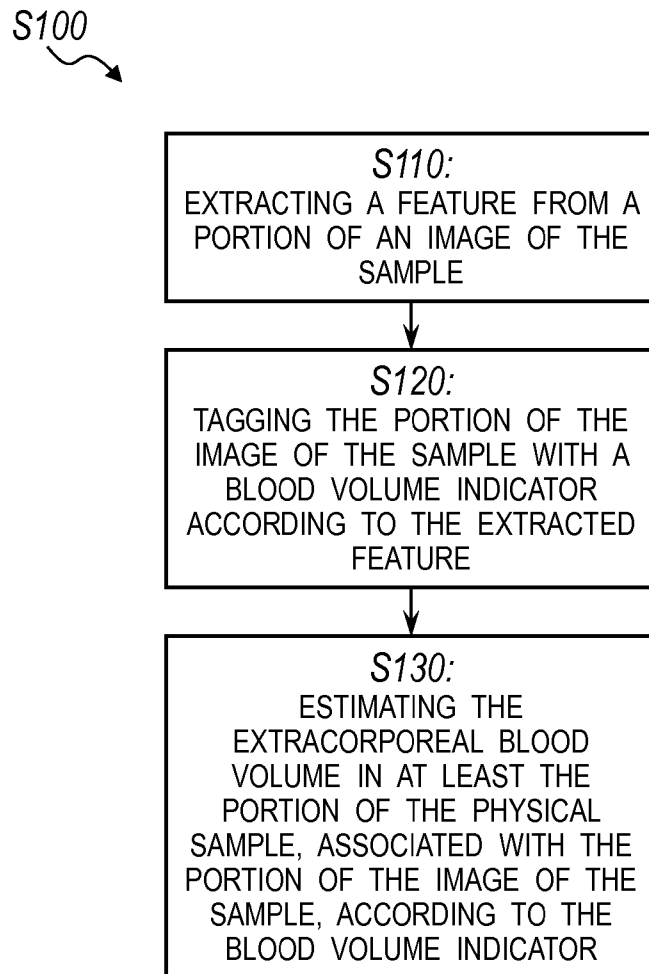 S100
S110:
EXTRACTING A FEATURE FROM A
PORTION OF AN IMAGE OF THE
SAMPLE
S120:
TAGGING THE PORTION OF THE
IMAGE OF THE SAMPLE WITH A
BLOOD VOLUME INDICATOR
ACCORDING TO THE EXTRACTED
FEATURE
S130:
ESTIMATING THE
EXTRACORPOREAL BLOOD
VOLUME IN AT LEAST THE
PORTION OF THE PHYSICAL
SAMPLE, ASSOCIATED WITH THE
PORTION OF THE IMAGE OF THE
SAMPLE, ACCORDING TO THE
BLOOD VOLUME INDICATOR